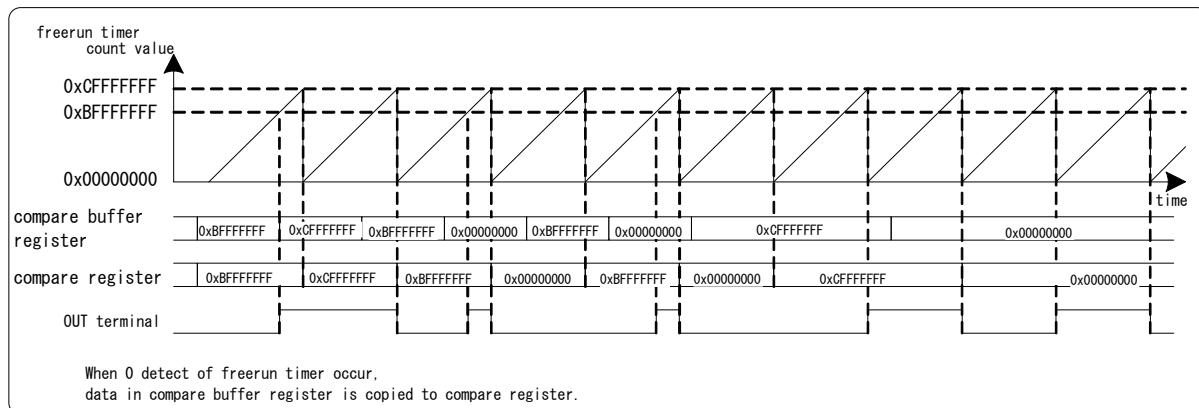 freerun timer
count value
0xCFFFFFFF
0xBFFFFFFF
0x00000000
time
compare buffer
register
0xBFFFFFFF 0xCFFFFFFF 0xBFFFFFFF 0x00000000 0xBFFFFFFF 0x00000000 0xCFFFFFFF 0x00000000
compare register 0xBFFFFFFF 0xCFFFFFFF 0xBFFFFFFF 0x00000000 0xBFFFFFFF 0x00000000 0xCFFFFFFF 0x00000000
OUT terminal
When 0 detect of freerun timer occur,
data in compare buffer register is copied to compare register.